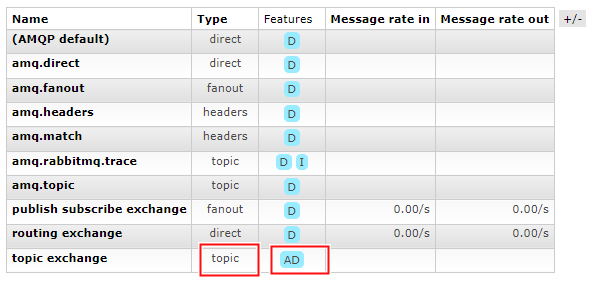 Name Type Features Message rate in Message rate out +/-
(AMQP default) direct D
amq.direct direct D
amq.fanout fanout D
amq.headers headers D
amq.match headers D
amq.rabbitmq.trace topic D I
amq.topic topic D
publish subscribe exchange fanout D 0.00/s 0.00/s
routing exchange direct D 0.00/s 0.00/s
topic exchange topic AD